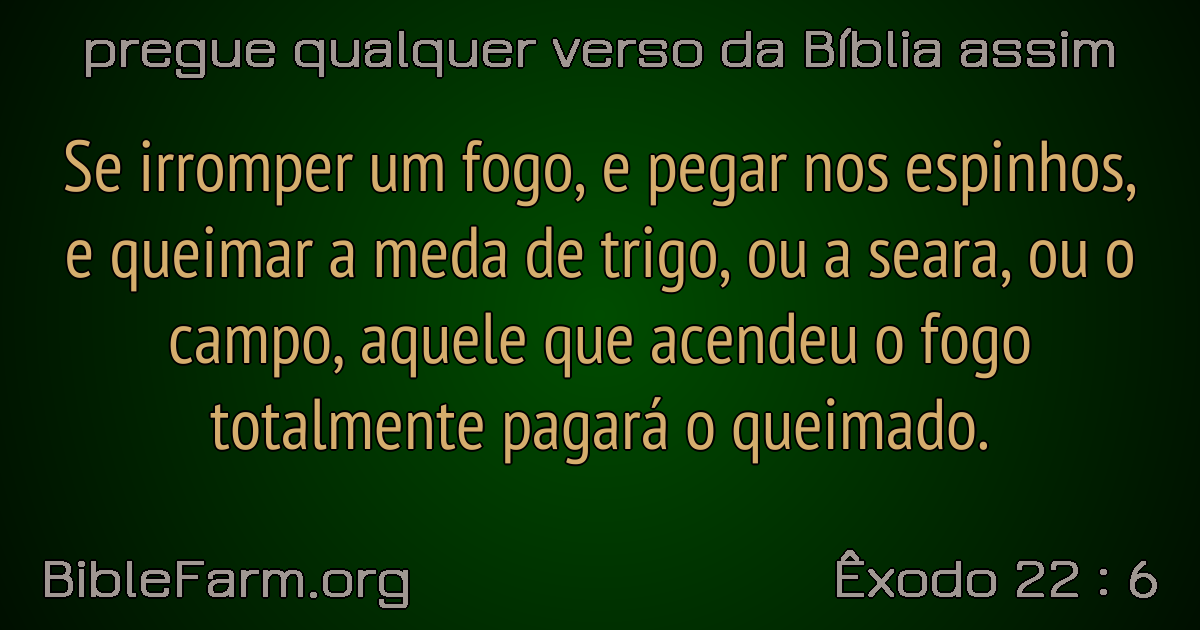 pregue qualquer verso da Bíblia assim
Se irromper um fogo, e pegar nos espinhos,
e queimar a meda de trigo, ou a seara, ou o
campo, aquele que acendeu o fogo
totalmente pagará o queimado.
BibleFarm.org
Êxodo 22 : 6